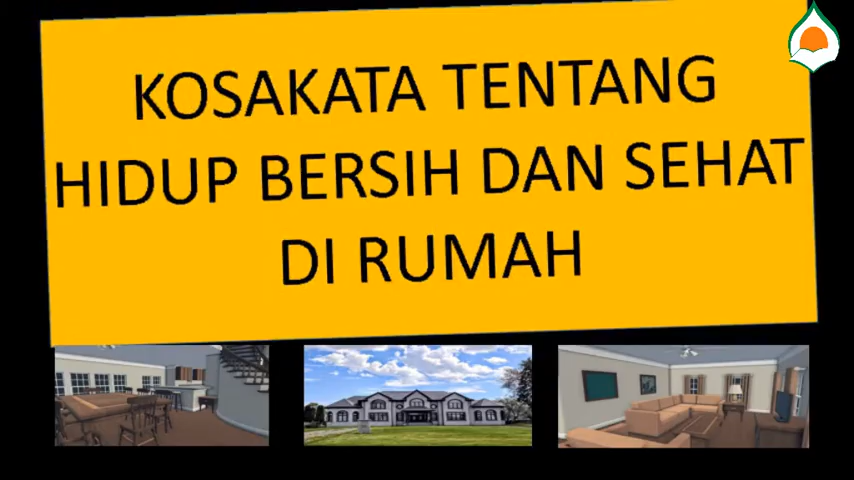 KOSAKATA TENTANG
HIDUP BERSIH DAN SEHAT
DI RUMAH